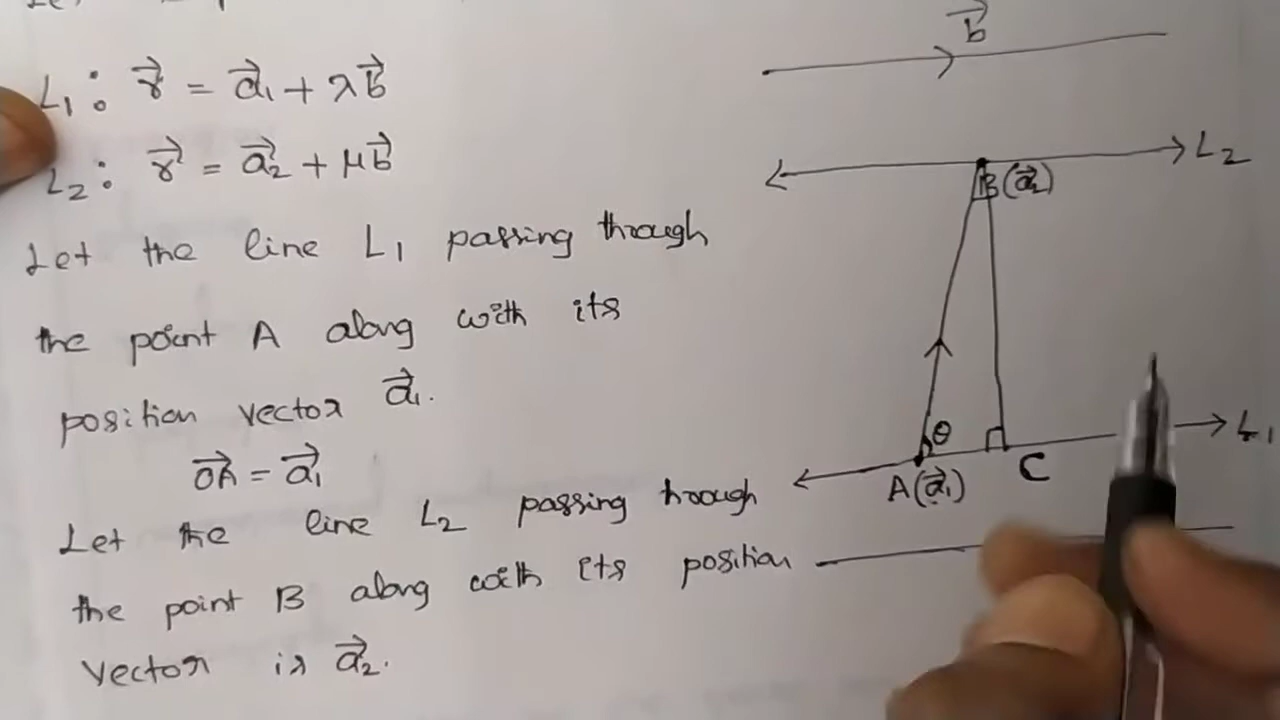 L₁: r⃗ = a⃗₁ + λb⃗
L₂: r⃗ = a⃗₂ + μb⃗
Let the line L₁ passing through
the point A along with its
position vector a⃗₁.
OA⃗ = a⃗₁
Let the line L₂ passing hrough
the point B along with its position
vector is a⃗₂.
b⃗
L₂
B(a⃗₂)
θ
L₁
A(a⃗₁)
C